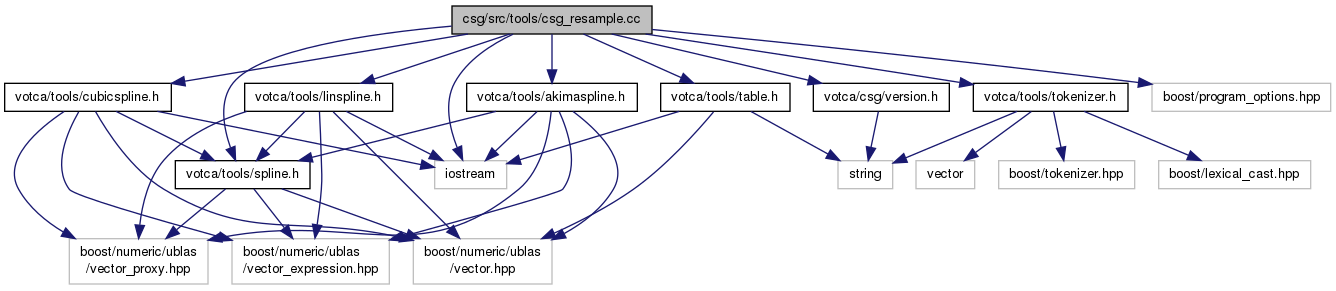 csg/src/tools/csg_resample.cc
votca/tools/cubicspline.h
votca/tools/linspline.h
votca/tools/akimaspline.h
votca/tools/table.h
votca/csg/version.h
votca/tools/tokenizer.h
boost/program_options.hpp
votca/tools/spline.h
iostream
string
vector
boost/tokenizer.hpp
boost/lexical_cast.hpp
boost/numeric/ublas
/vector_proxy.hpp
boost/numeric/ublas
/vector_expression.hpp
boost/numeric/ublas
/vector.hpp